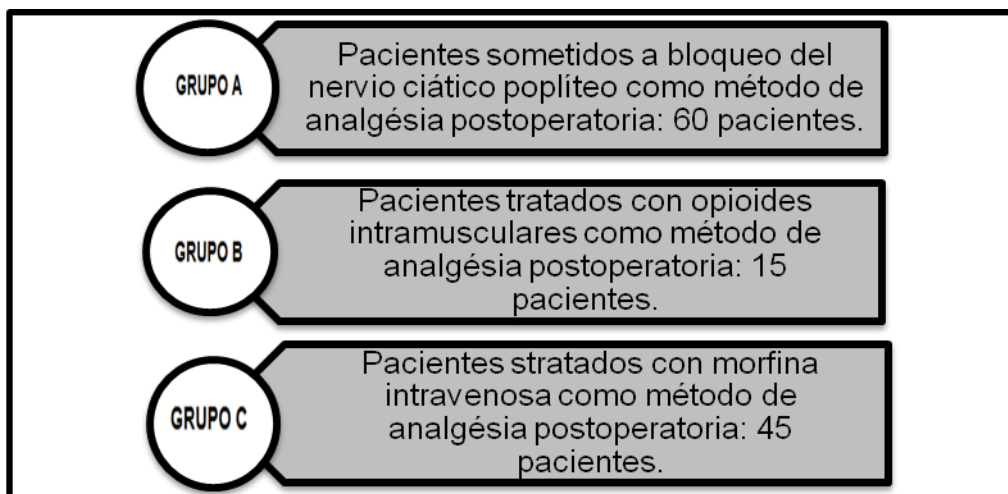 GRUPO A
Pacientes sometidos a bloqueo del
nervio ciático poplíteo como método de
analgésia postoperatoria: 60 pacientes.
GRUPO B
Pacientes tratados con opioides
intramusculares como método de
analgésia postoperatoria: 15
pacientes.
GRUPO C
Pacientes stratados con morfina
intravenosa como método de
analgésia postoperatoria: 45
pacientes.